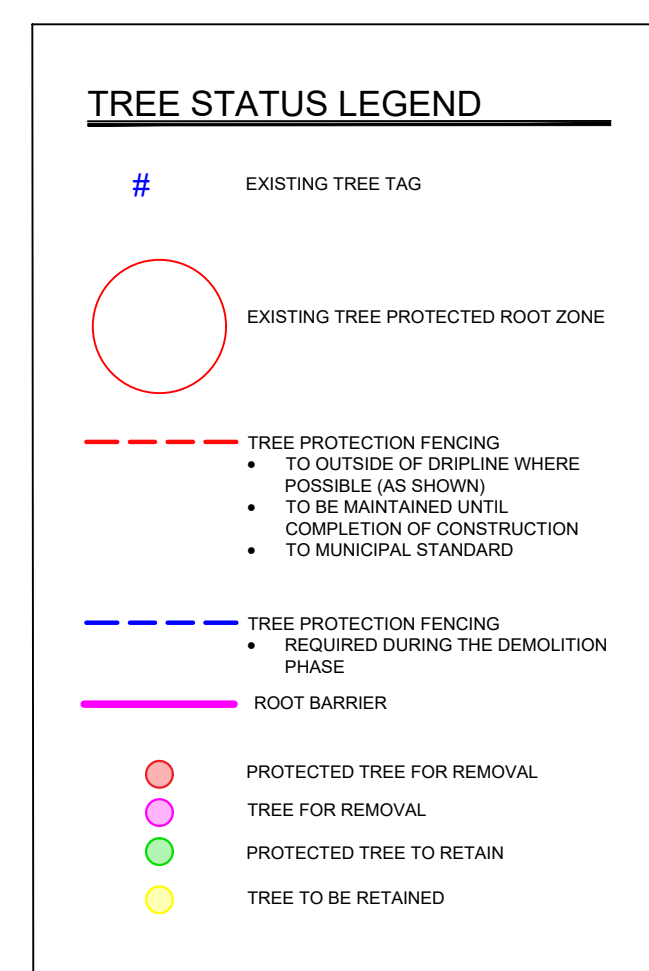 TREE STATUS LEGEND
# EXISTING TREE TAG
EXISTING TREE PROTECTED ROOT ZONE
TREE PROTECTION FENCING
• TO OUTSIDE OF DRIPLINE WHERE
POSSIBLE (AS SHOWN)
• TO BE MAINTAINED UNTIL
COMPLETION OF CONSTRUCTION
• TO MUNICIPAL STANDARD
TREE PROTECTION FENCING
• REQUIRED DURING THE DEMOLITION
PHASE
ROOT BARRIER
PROTECTED TREE FOR REMOVAL
TREE FOR REMOVAL
PROTECTED TREE TO RETAIN
TREE TO BE RETAINED